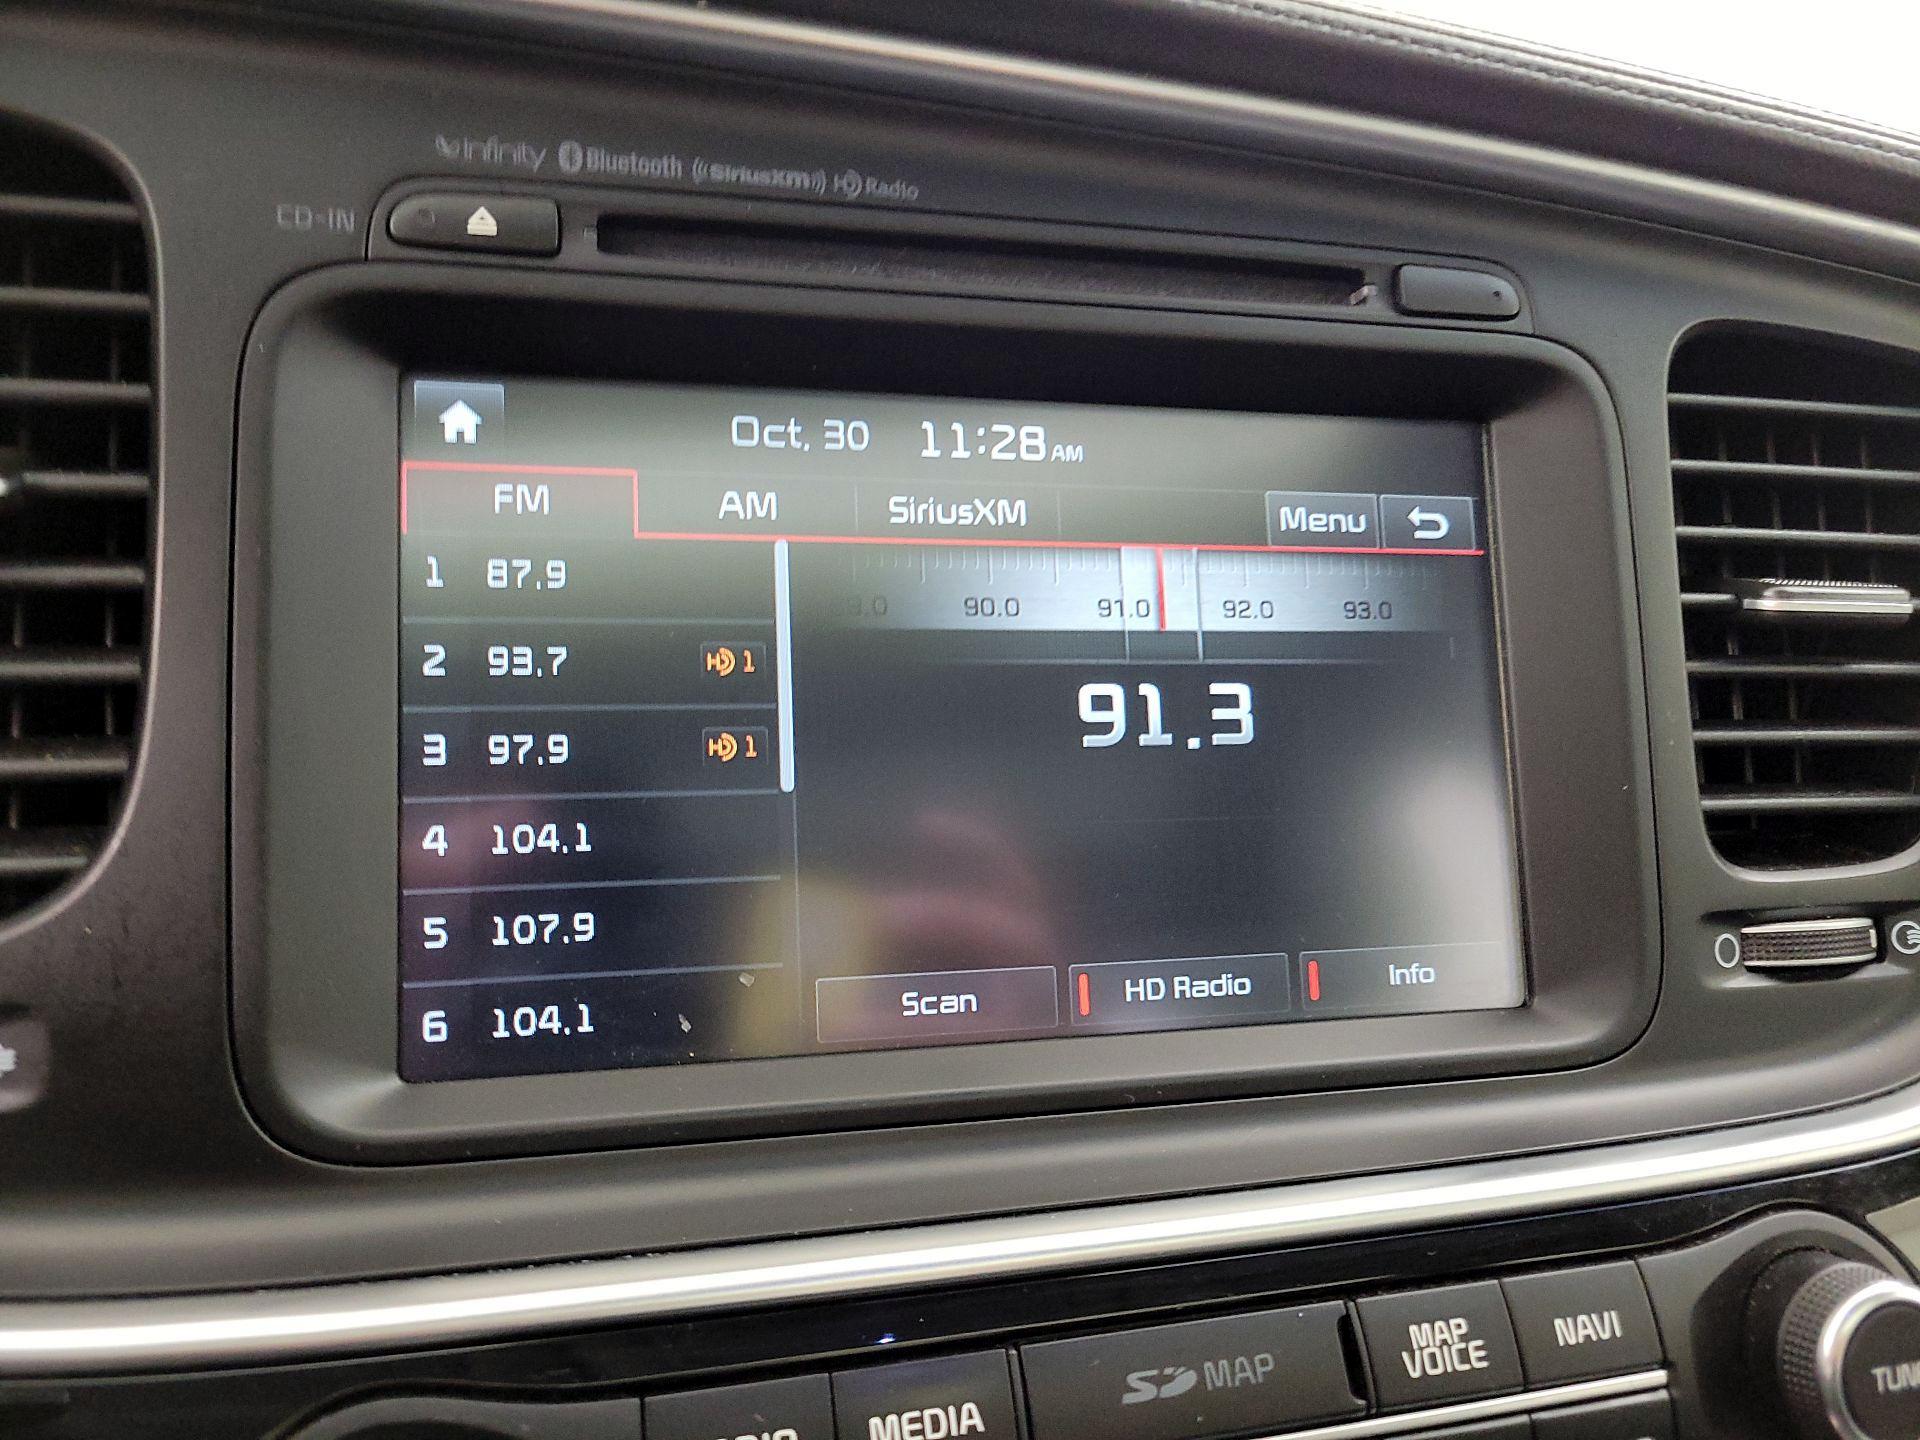 infinity Bluetooth ((SiriusXM)) HD Radio
CD-IN
Oct, 30 11:28 AM
FM AM SiriusXM Menu
1 87.9
2 93.7 HD 1
3 97.9 HD 1
4 104.1
5 107.9
6 104.1
90.0 91.0 92.0 93.0
91.3
Scan HD Radio Info
MEDIA
SD MAP
MAP VOICE
NAVI